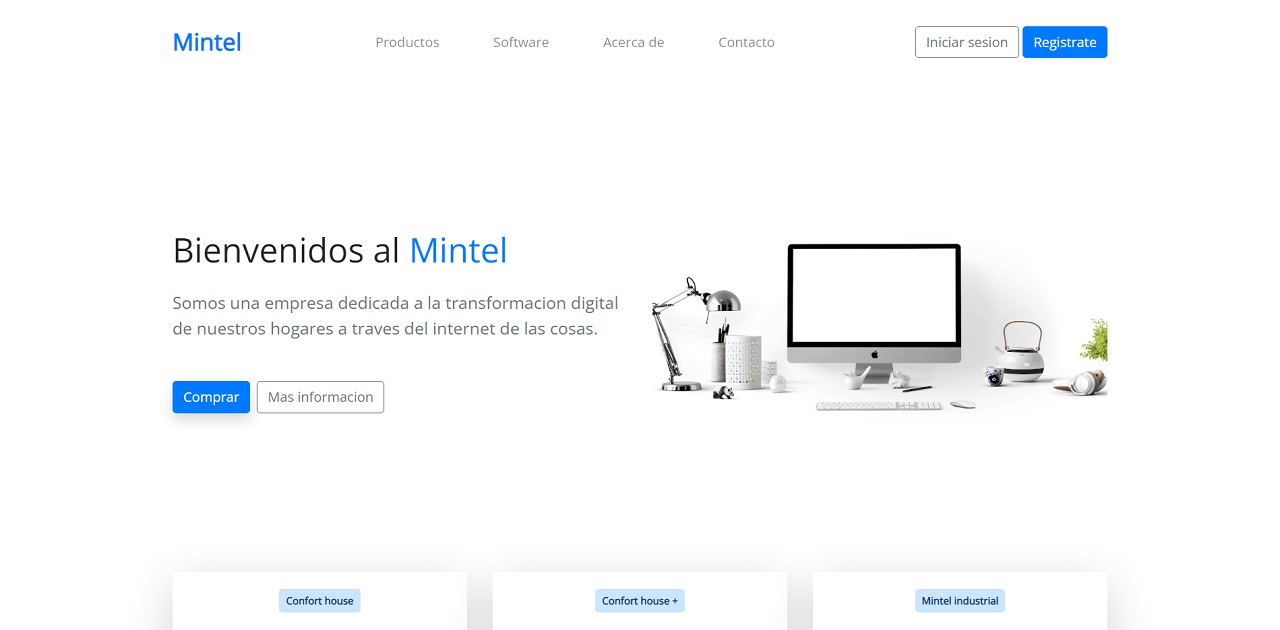 Mintel
Productos
Software
Acerca de
Contacto
Iniciar sesion
Registrate
Bienvenidos al Mintel
Somos una empresa dedicada a la transformacion digital
de nuestros hogares a traves del internet de las cosas.
Comprar
Mas informacion
Confort house
Confort house +
Mintel industrial